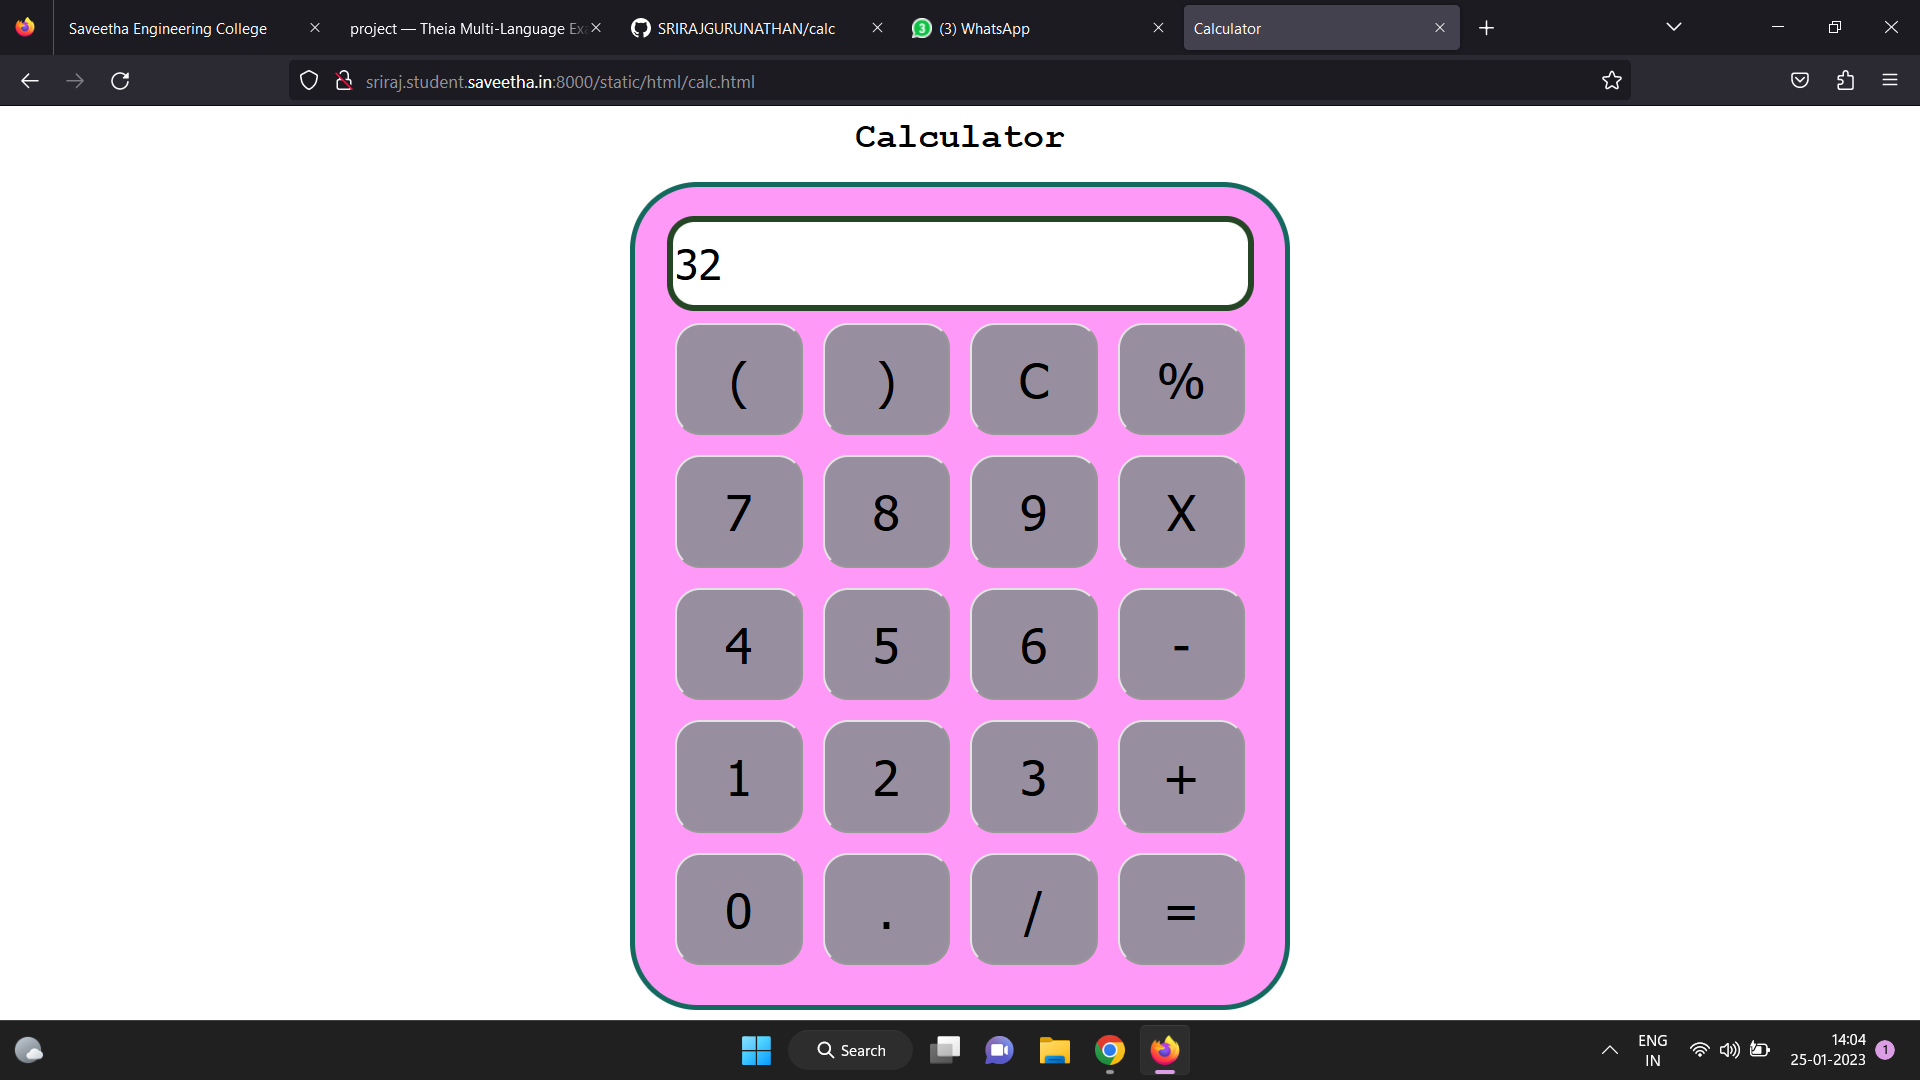 Saveetha Engineering College
project — Theia Multi-Language Ex
SRIRAJGURUNATHAN/calc
3 (3) WhatsApp
Calculator
sriraj.student.saveetha.in:8000/static/html/calc.html
Calculator
32
( ) C %
7 8 9 X
4 5 6 -
1 2 3 +
0 . / =
Search
ENG
IN
14:04
25-01-2023
1